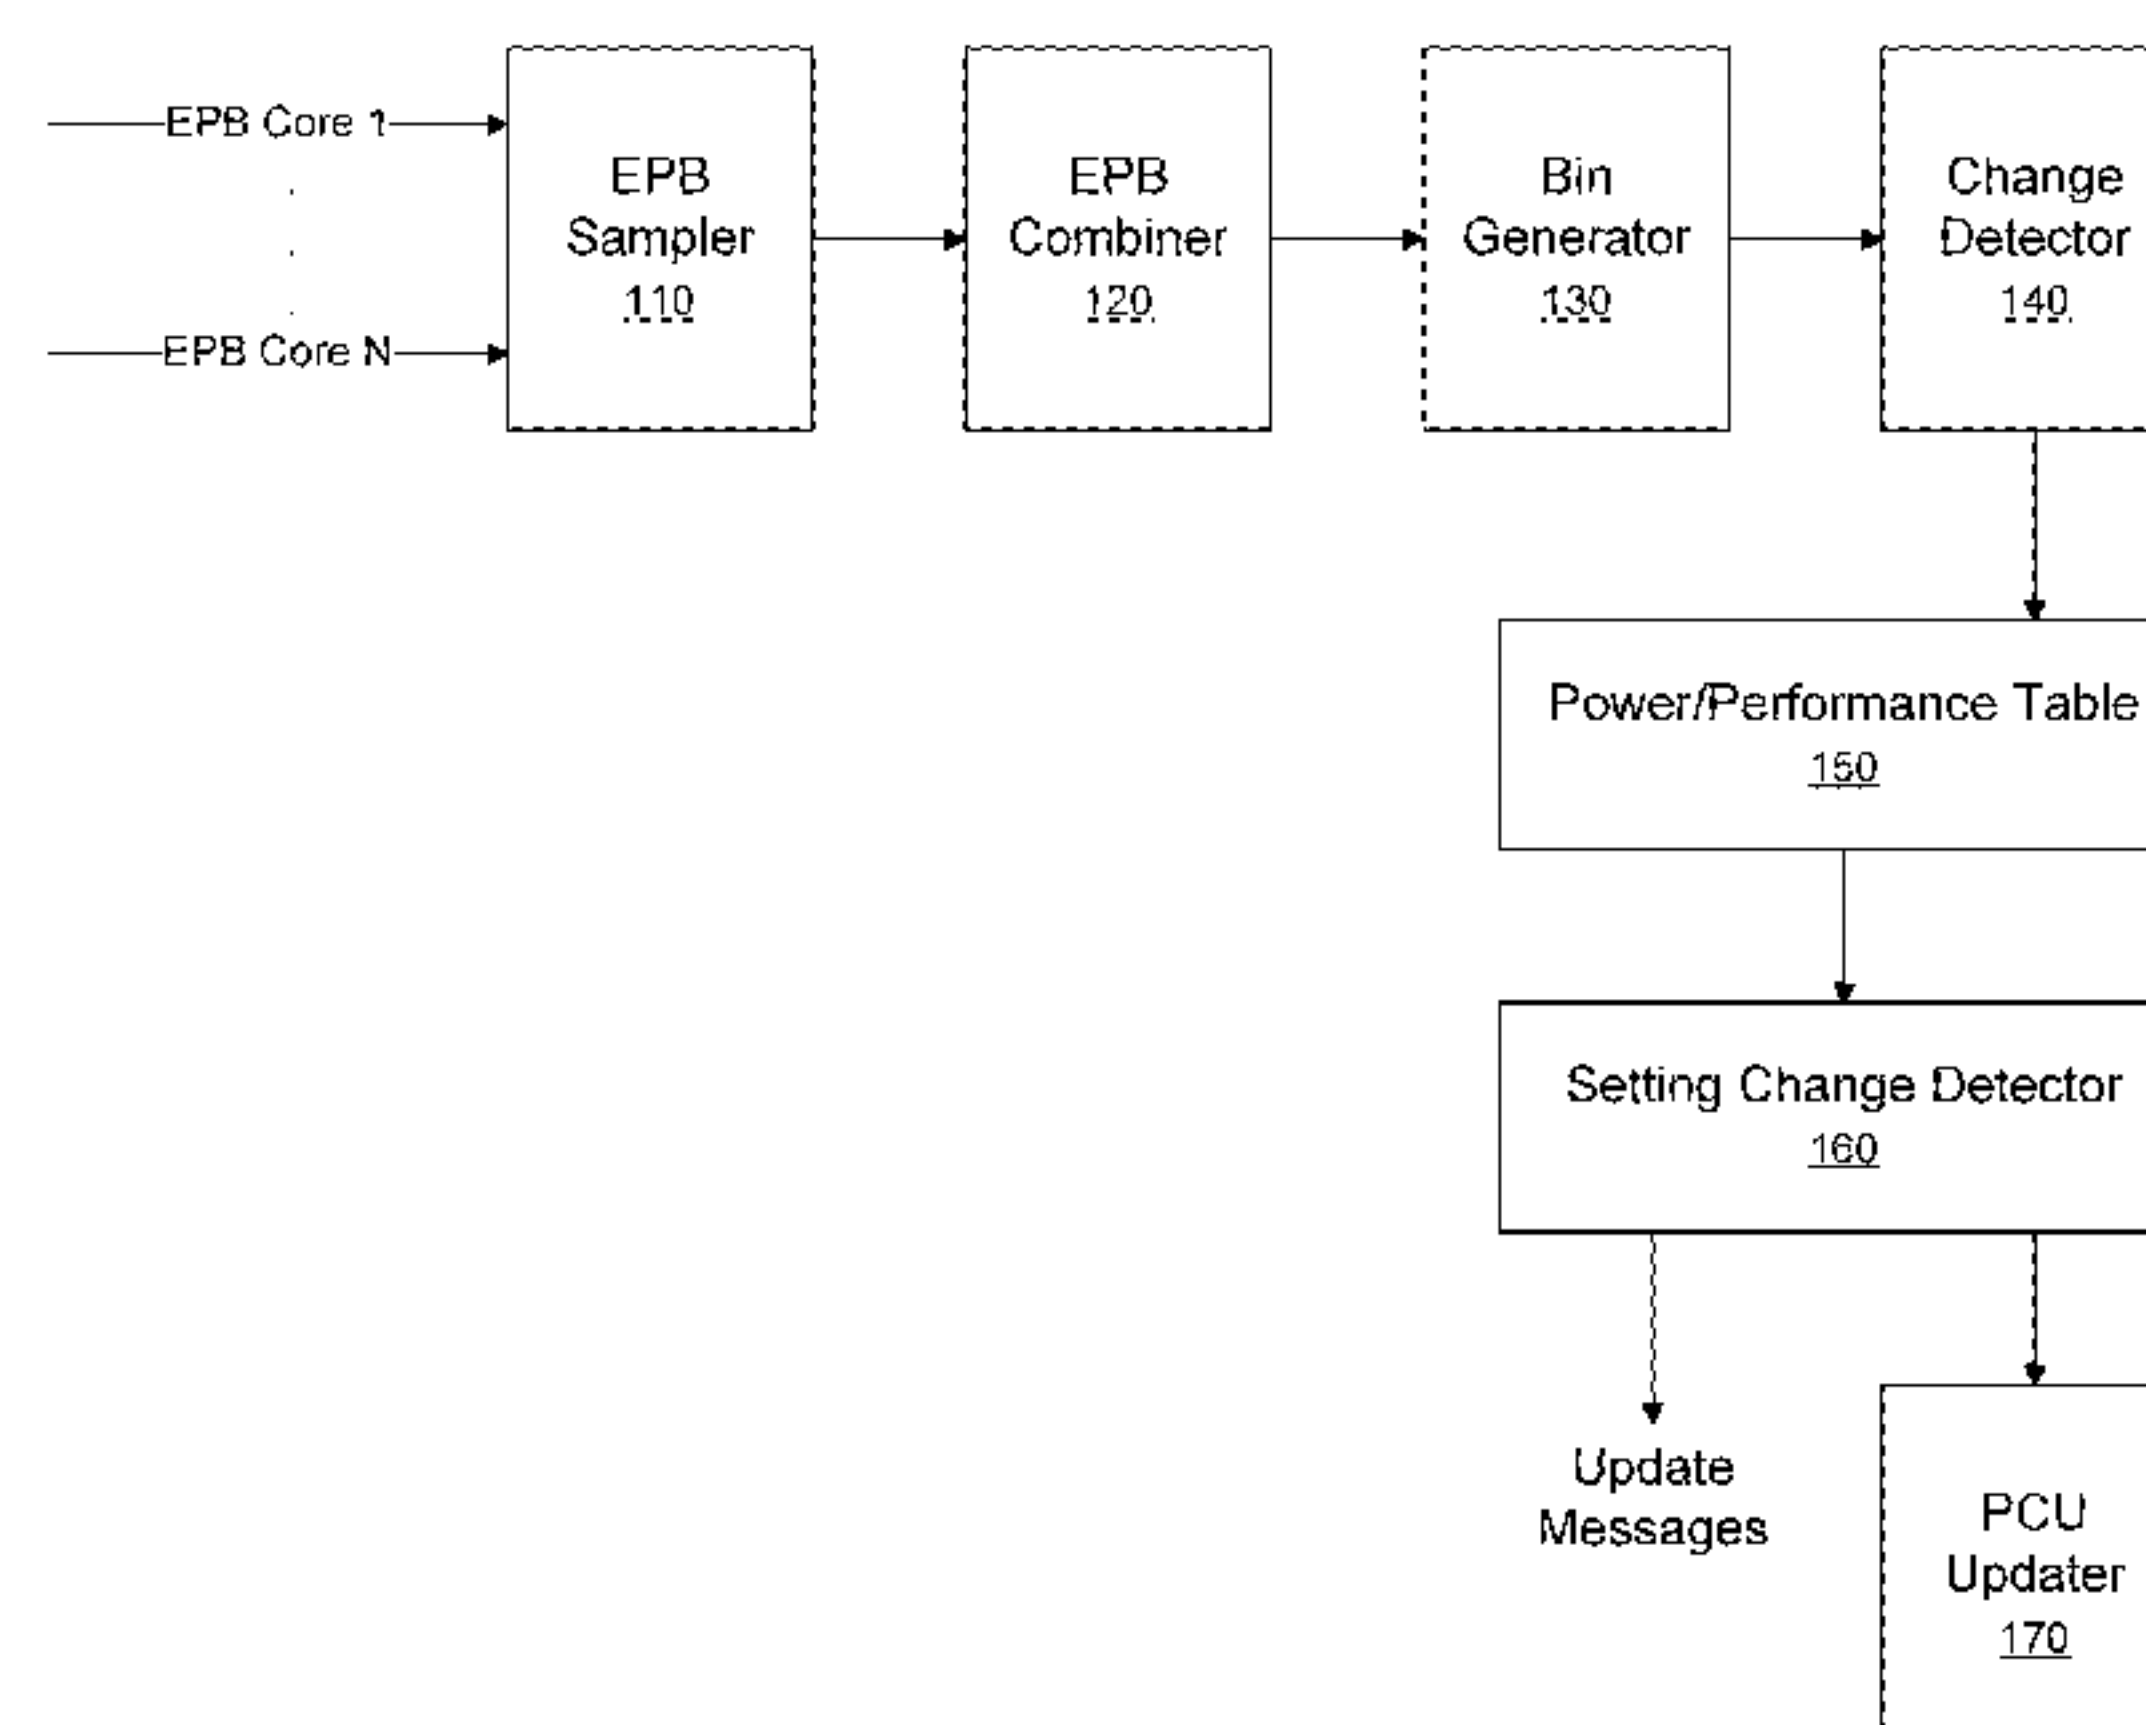 EPB Core 1
EPB Core N
EPB
Sampler
110
EPB
Combiner
120
Bin
Generator
130
Change
Detector
140
Power/Performance Table
150
Setting Change Detector
160
Update
Messages
PCU
Updater
170